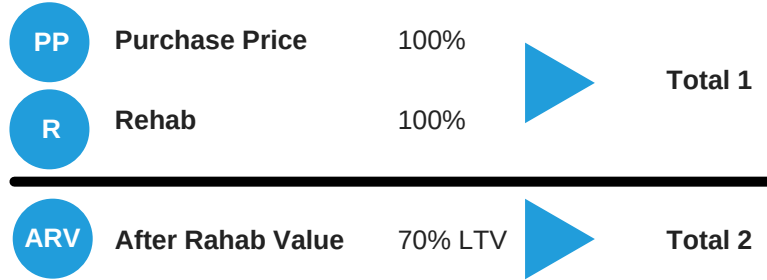 PP Purchase Price 100%
Total 1
R Rehab 100%
ARV After Rahab Value 70% LTV Total 2